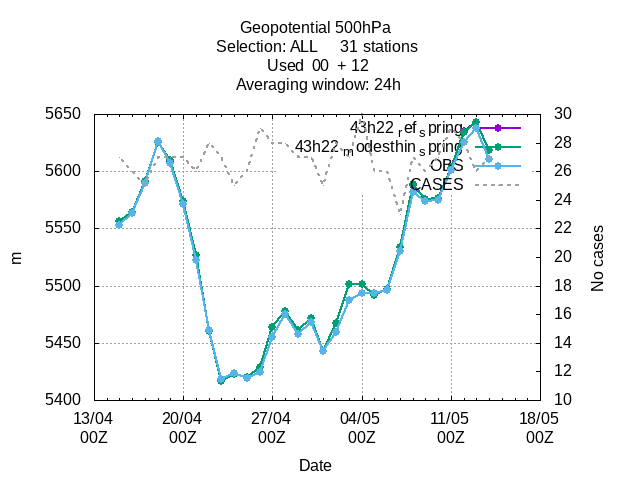 Geopotential 500hPa
Selection: ALL     31 stations
Used  00  + 12
Averaging window: 24h
5650
5600
5550
5500
5450
5400
m
30
28
26
24
22
20
18
16
14
12
10
No cases
43h22_ref_spring
43h22_modesthin_spring
OBS
CASES
13/04 20/04 27/04 04/05 11/05 18/05
00Z 00Z 00Z 00Z 00Z 00Z
Date